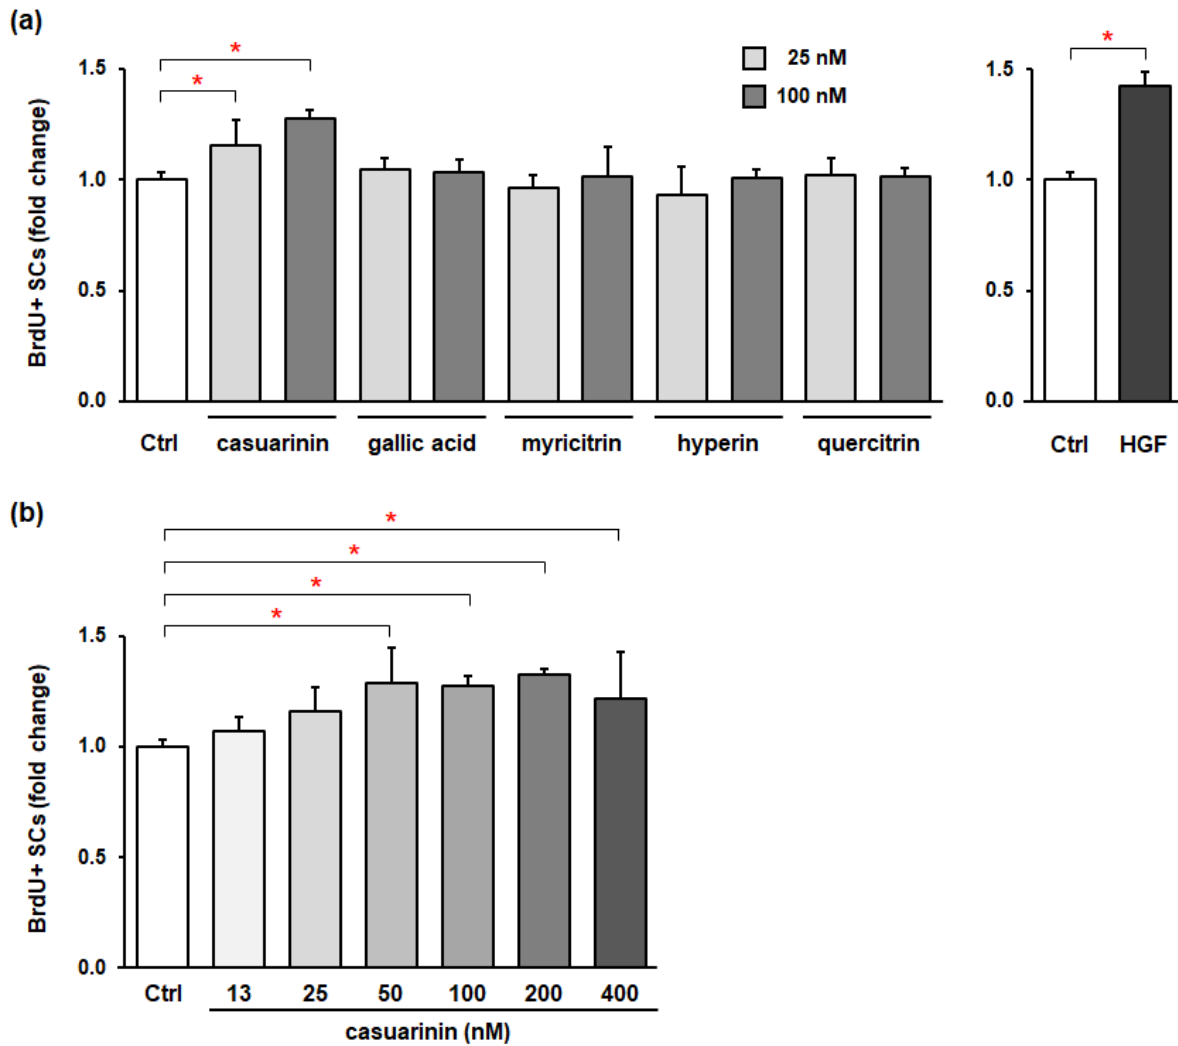 (a)
*
*
*
1.5
1.0
0.5
0.0
BrdU+ SCs (fold change)
25 nM
100 nM
Ctrl casuarinin gallic acid myricitrin hyperin quercitrin
1.5
1.0
0.5
0.0
Ctrl HGF
(b)
*
*
*
*
1.5
1.0
0.5
0.0
BrdU+ SCs (fold change)
Ctrl 13 25 50 100 200 400
casuarinin (nM)